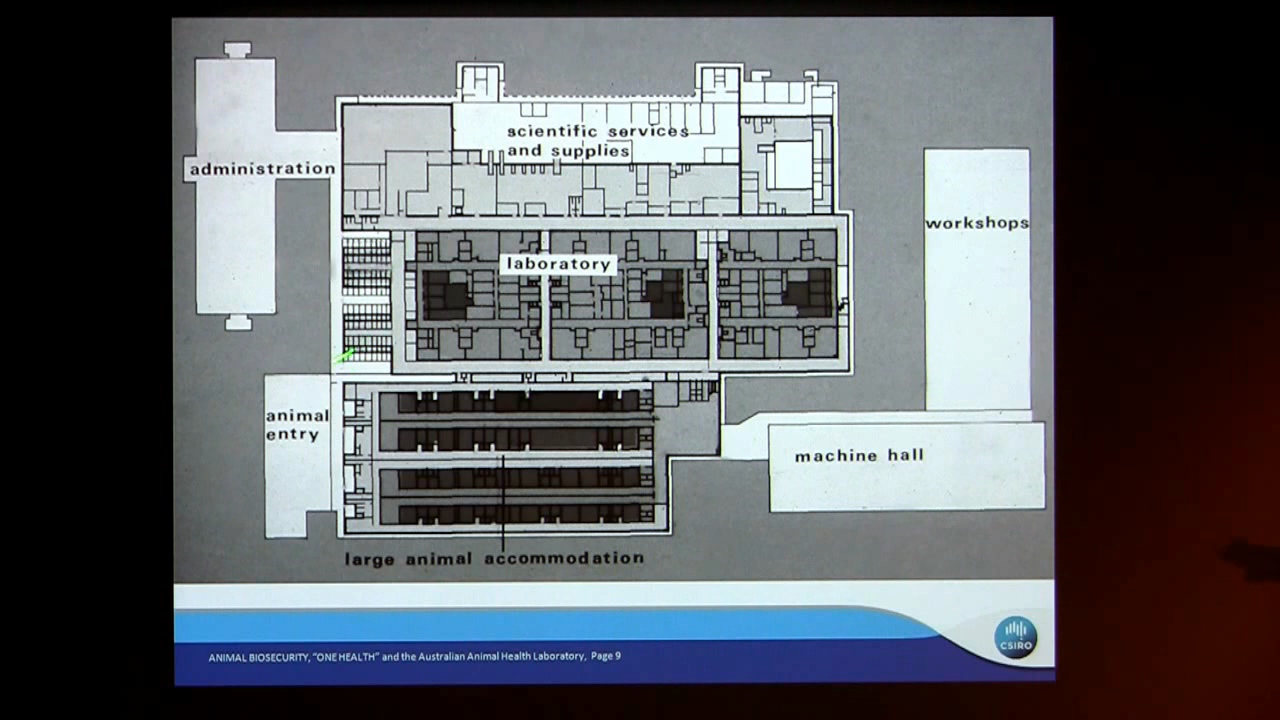 scientific services
and supplies
administration
workshops
laboratory
animal
entry
machine hall
large animal accommodation
CSIRO
ANIMAL BIOSECURITY, "ONE HEALTH" and the Australian Animal Health Laboratory, Page 9